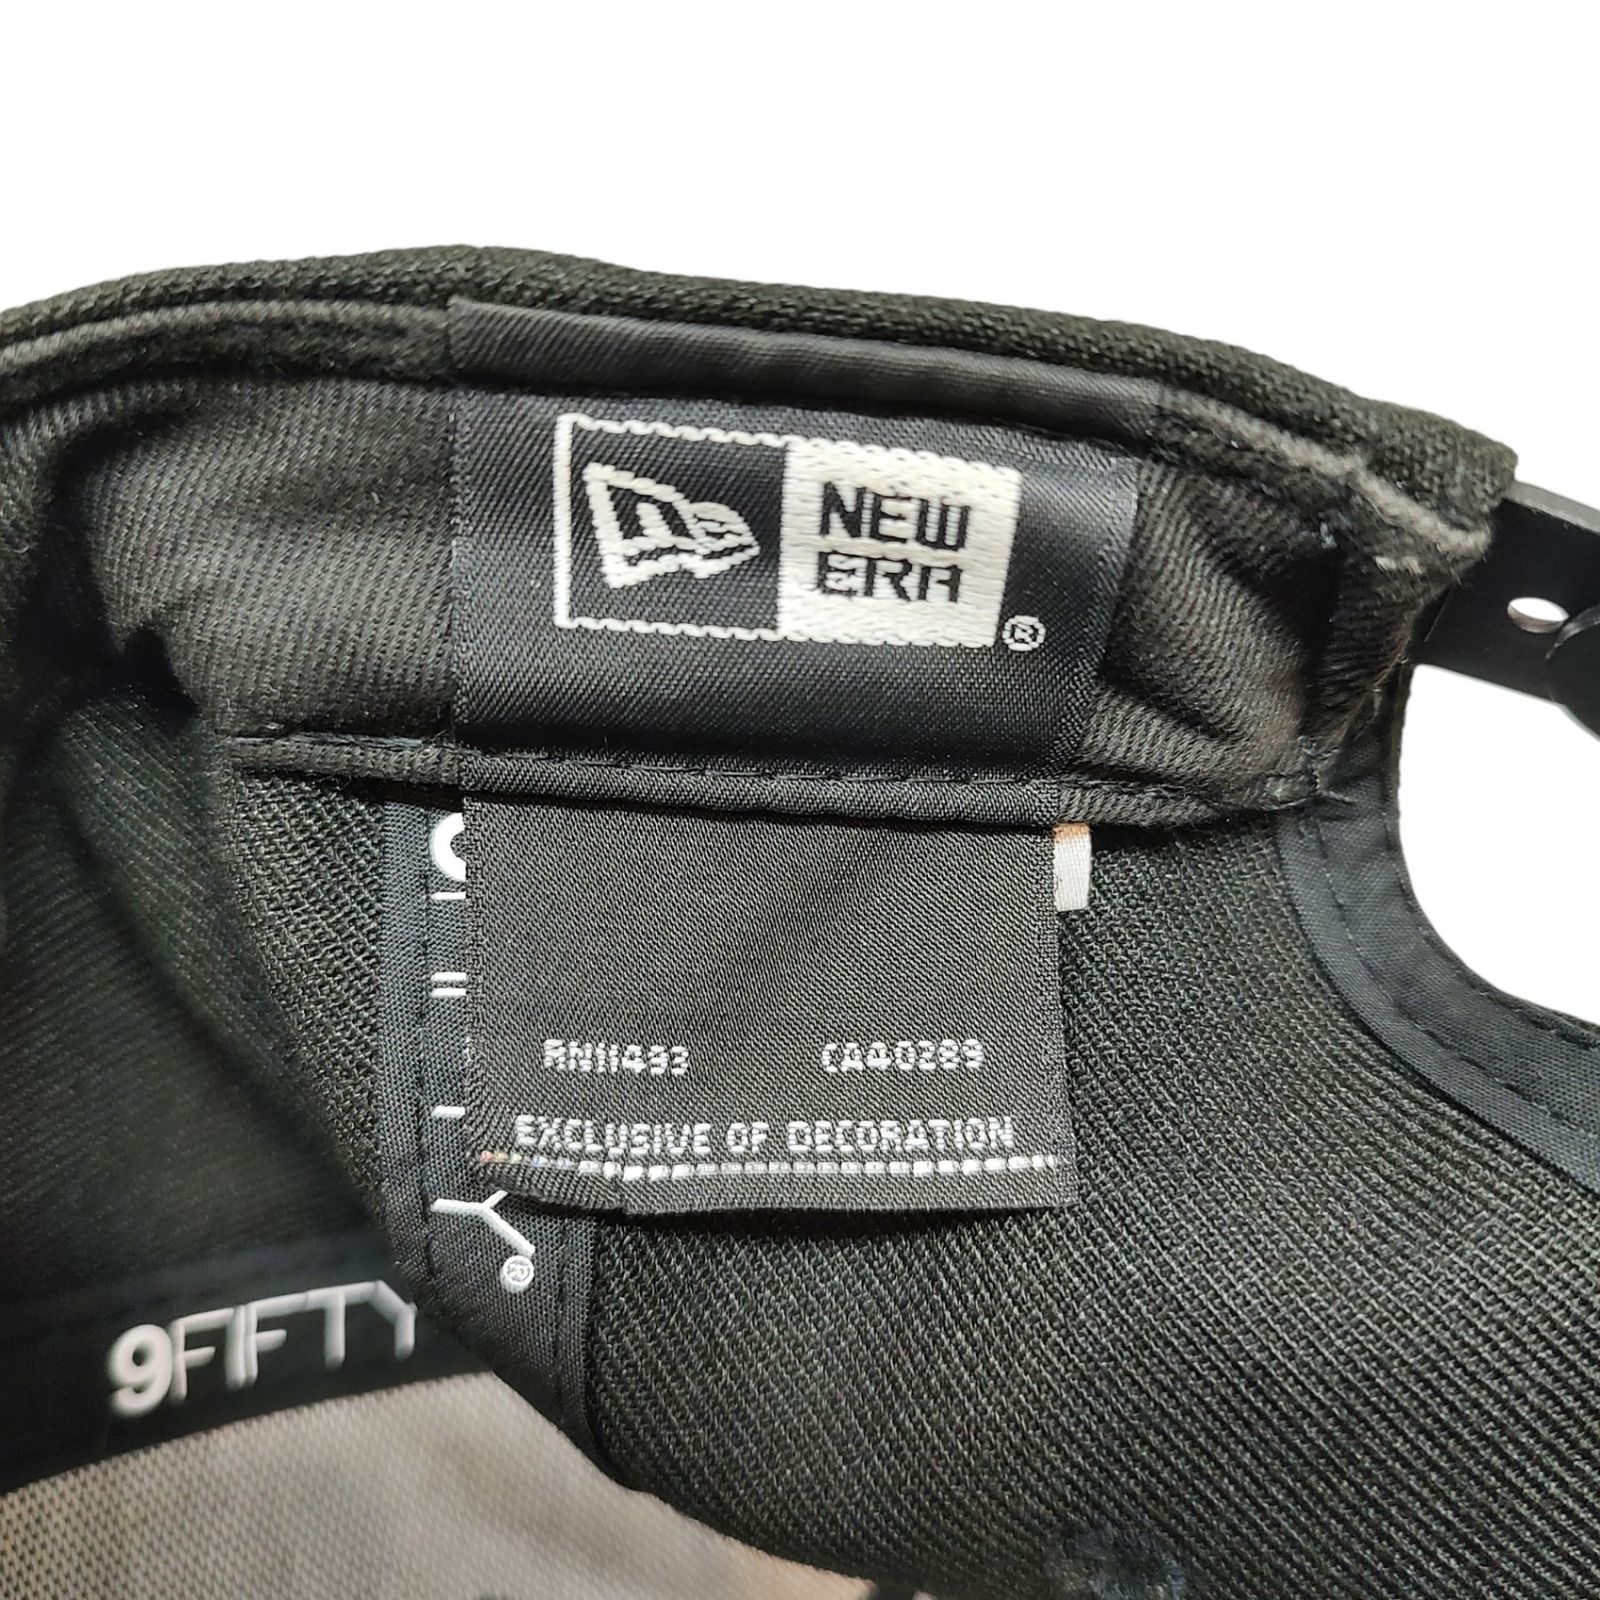 NEW
ERA
®
RN11493 CA40289
EXCLUSIVE OF DECORATION
Y®
9FIFTY